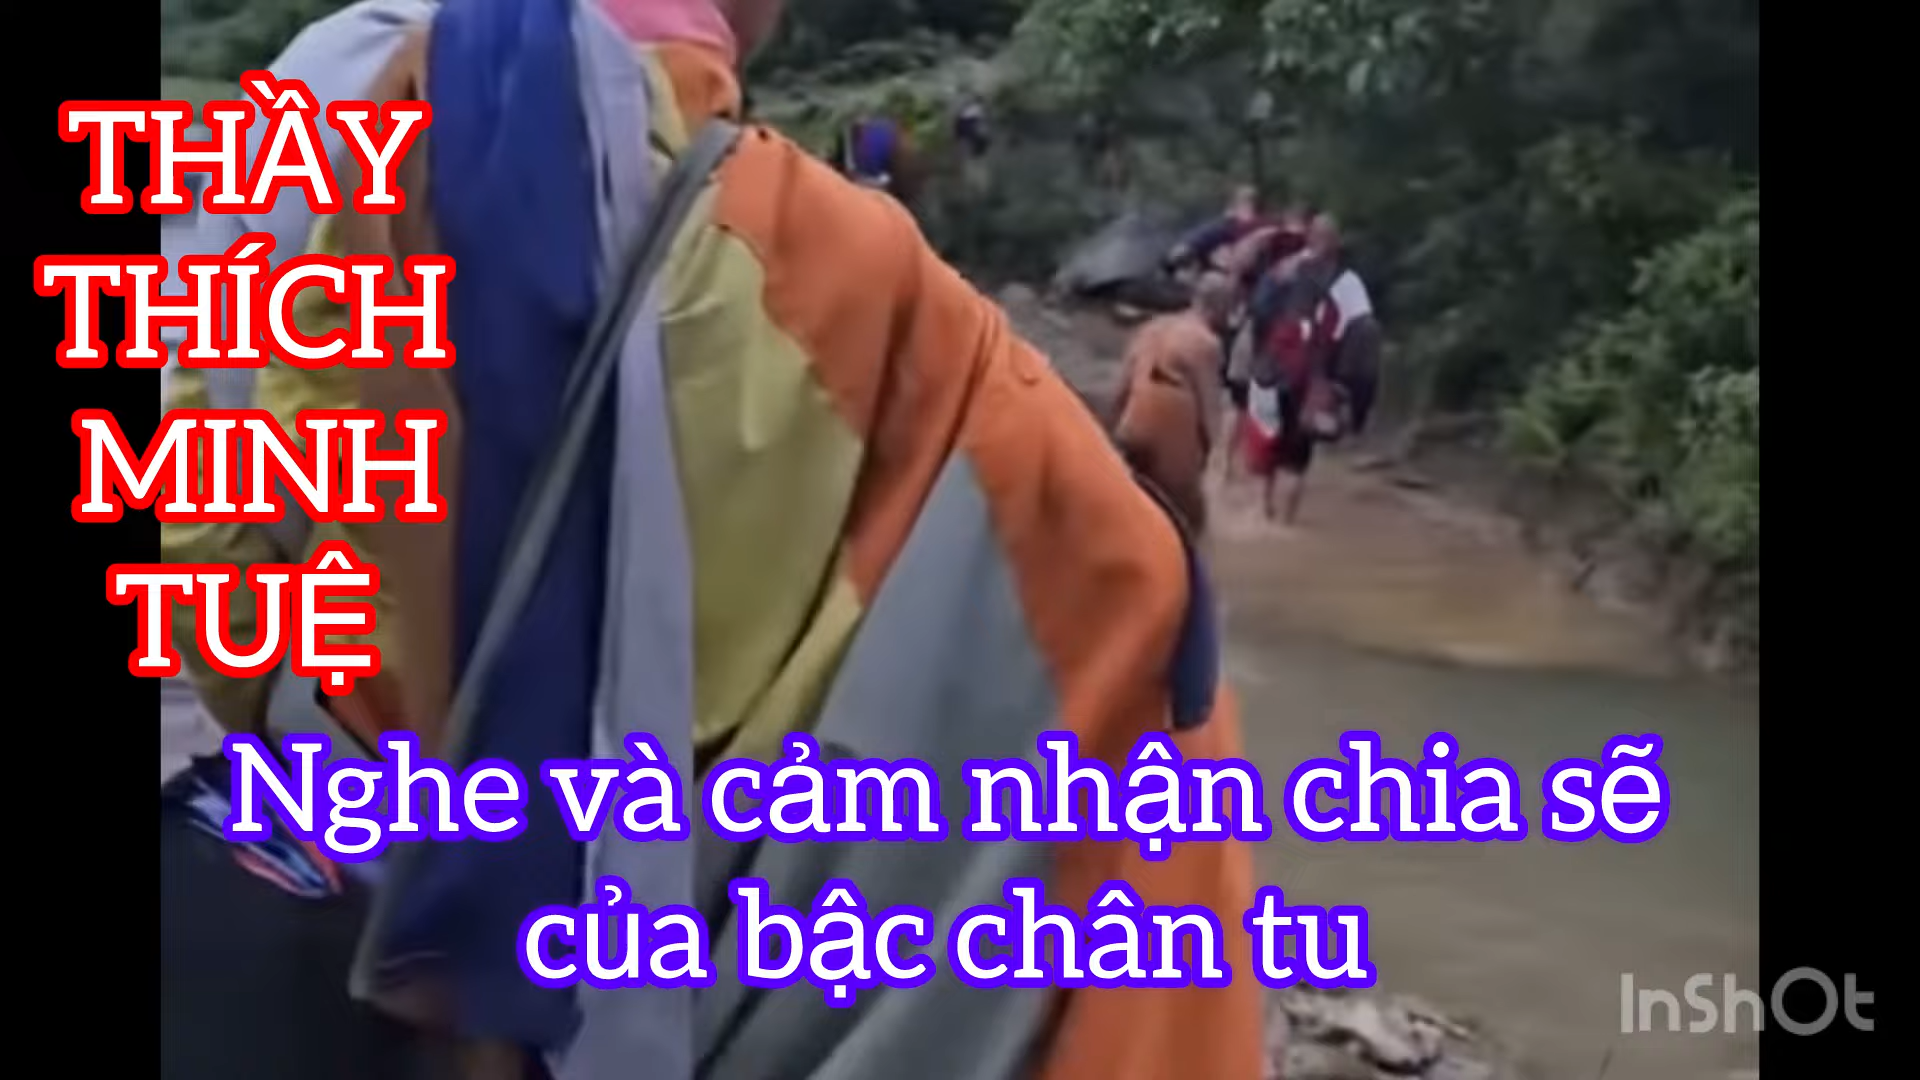 THẦY
THÍCH
MINH
TUỆ
Nghe và cảm nhận chia sẽ
của bậc chân tu
InShOt